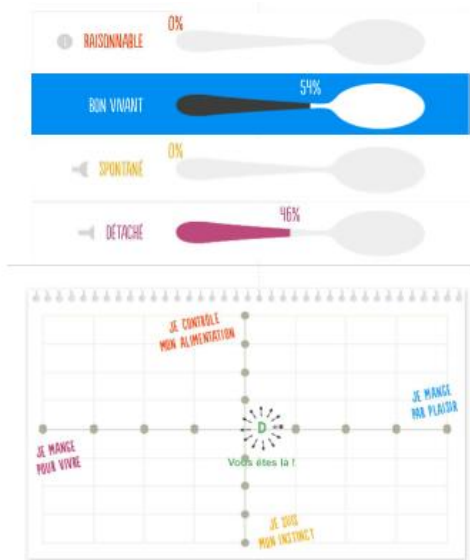 0%
RAISONNABLE
54%
BON VIVANT
0%
SPONTANÉ
46%
DÉTACHÉ
JE CONTRÔLE
MON ALIMENTATION
JE MANGE
PAR PLAISIR
D
JE MANGE
POUR VIVRE
Vous êtes là !
JE SUIS
MON INSTINCT